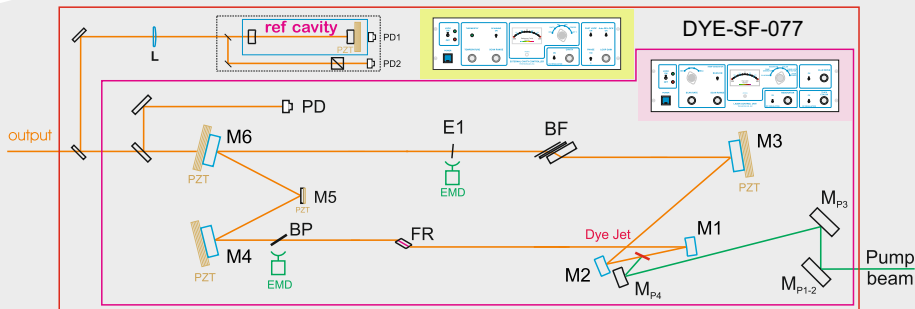 DYE-SF-077
ref cavity
PZT
PD1
PD2
L
PD
output
M6
PZT
E1
EMD
BF
M3
PZT
M5
PZT
M4
PZT
BP
EMD
FR
Dye Jet
M1
M2
MP4
MP3
MP1-2
Pump
beam